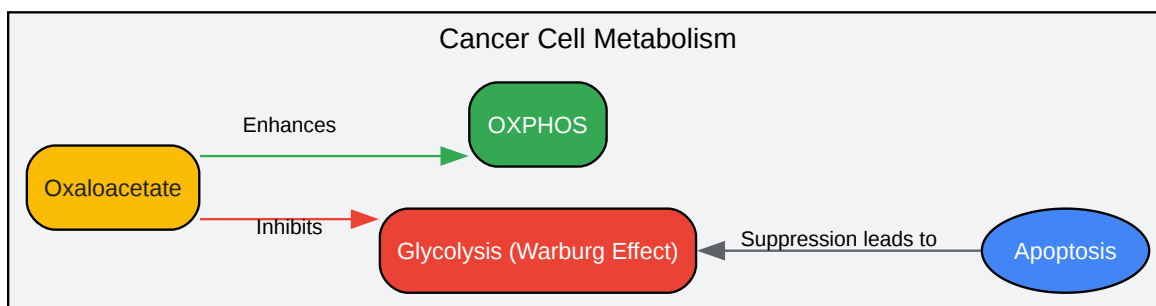 Cancer Cell Metabolism
Enhances
OXPHOS
Oxaloacetate
Inhibits
Glycolysis (Warburg Effect)
Suppression leads to
Apoptosis